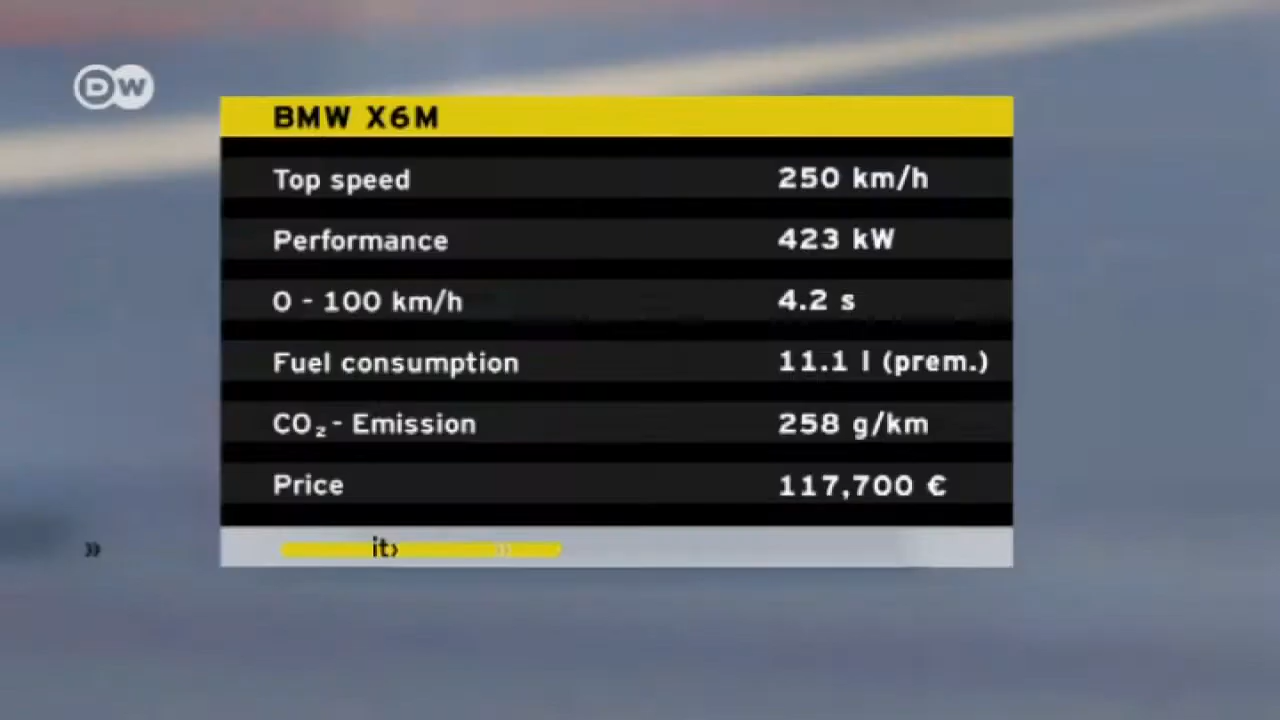 DW
BMW X6M
Top speed 250 km/h
Performance 423 kW
0 - 100 km/h 4.2 s
Fuel consumption 11.1 l (prem.)
CO₂- Emission 258 g/km
Price 117,700 €
» it› »